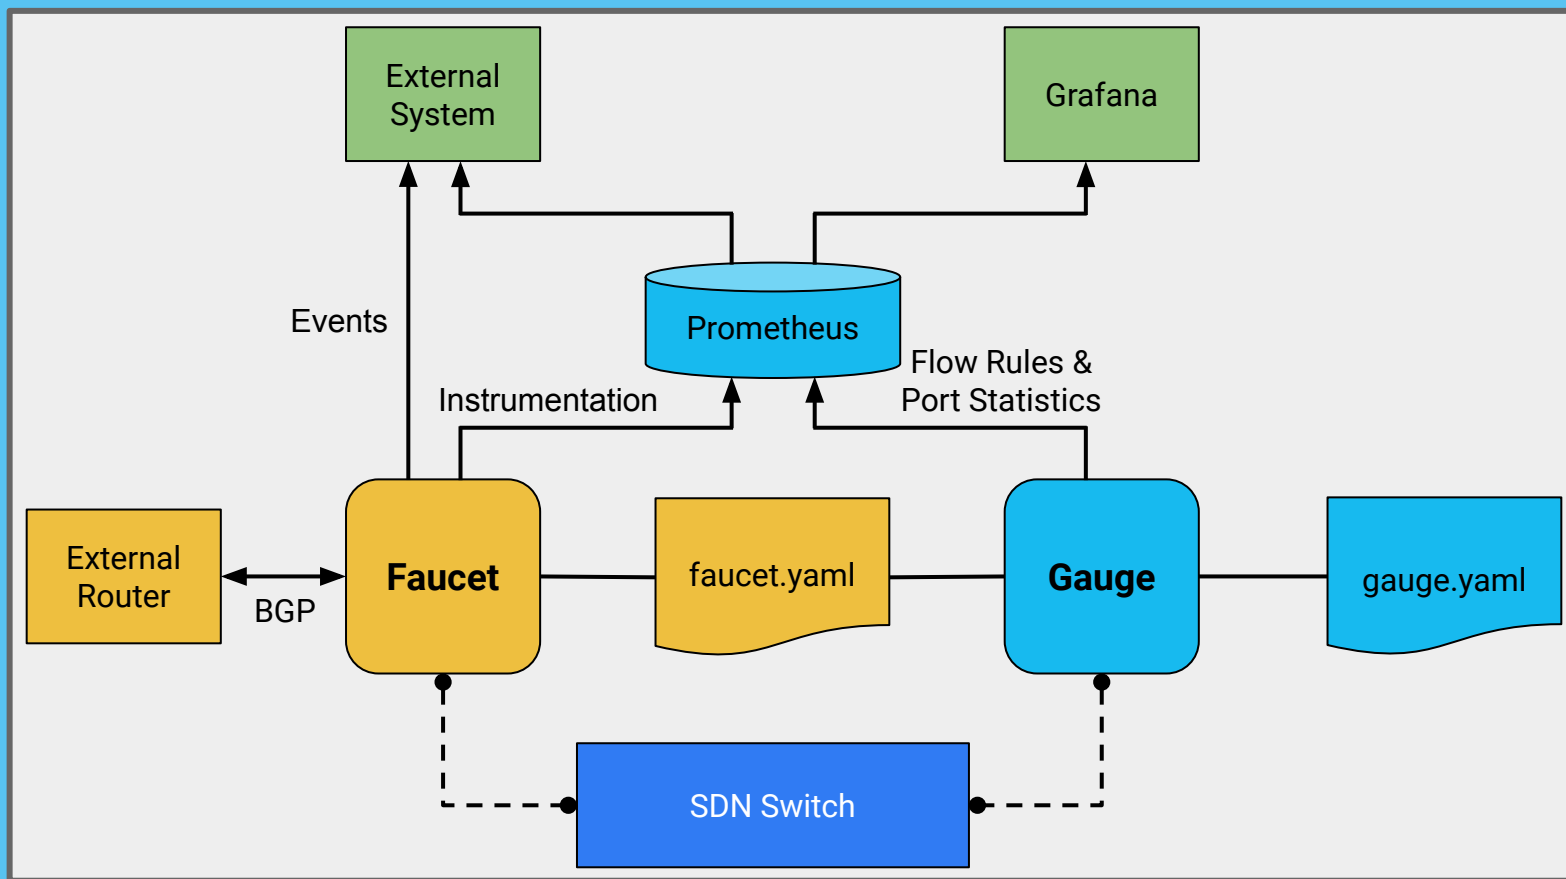 External
System
Grafana
Events
Prometheus
Instrumentation
Flow Rules &
Port Statistics
External
Router
BGP
Faucet
faucet.yaml
Gauge
gauge.yaml
SDN Switch